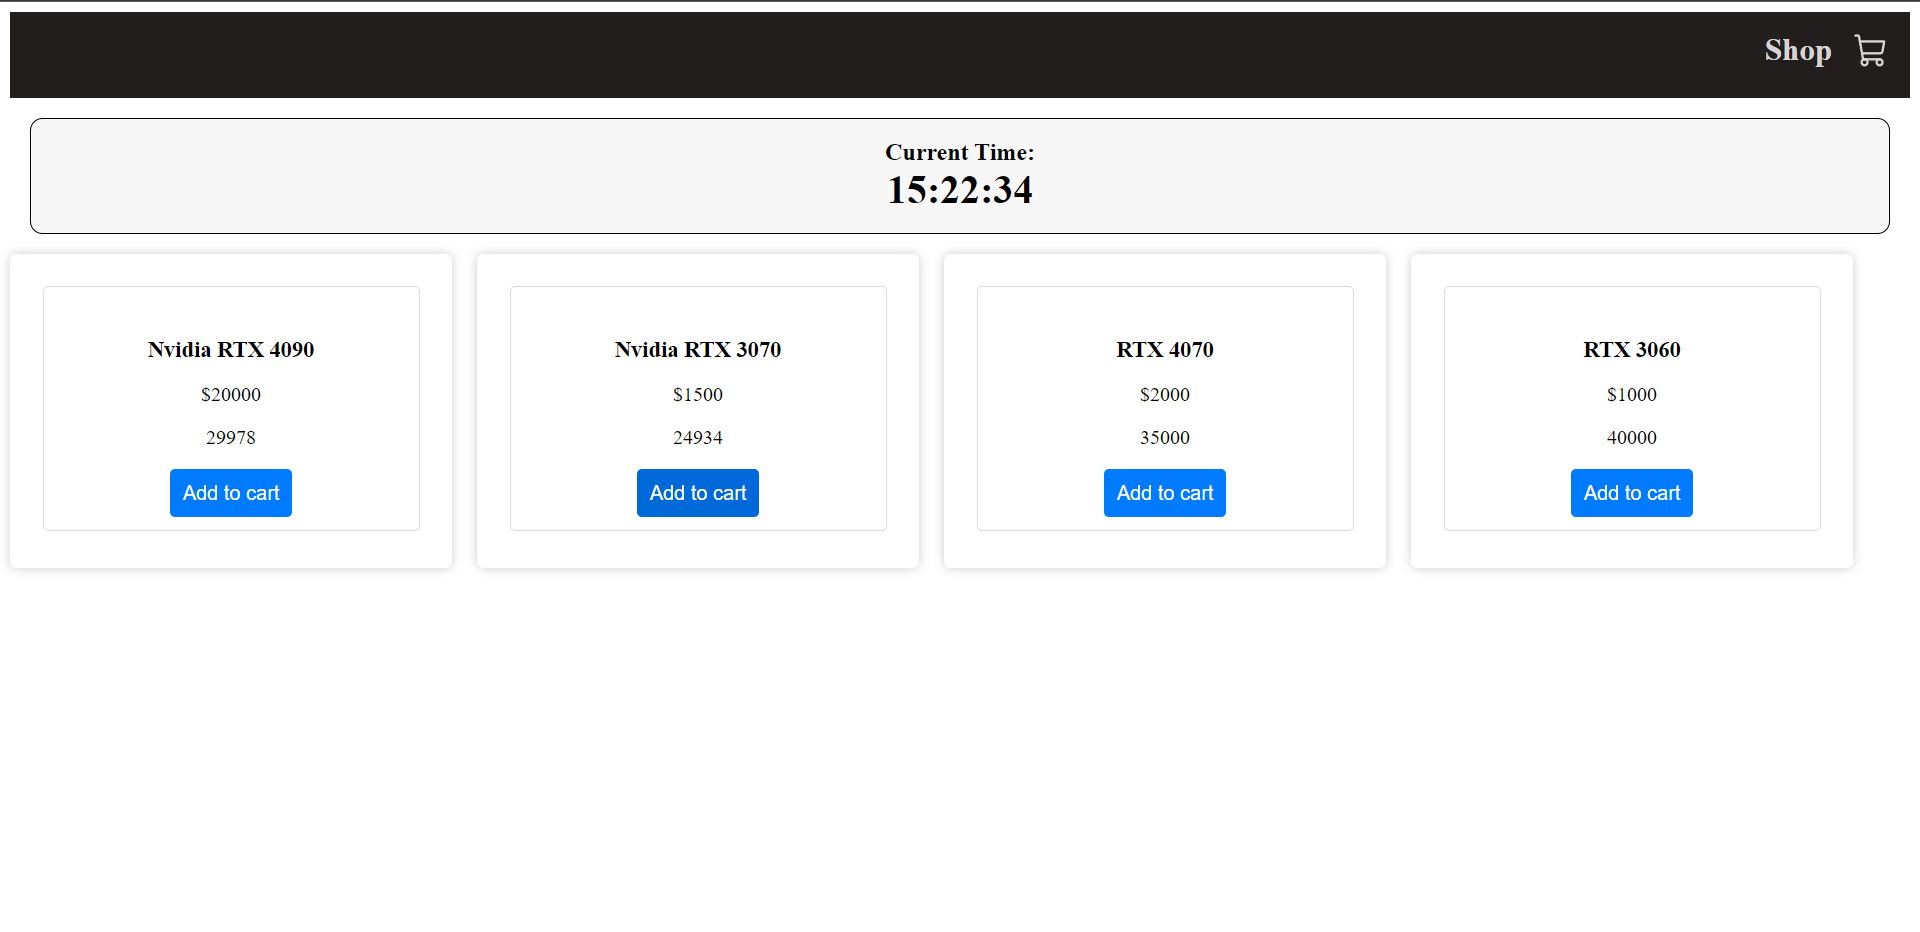 Shop
Current Time:
15:22:34
Nvidia RTX 4090
$20000
29978
Add to cart
Nvidia RTX 3070
$1500
24934
Add to cart
RTX 4070
$2000
35000
Add to cart
RTX 3060
$1000
40000
Add to cart